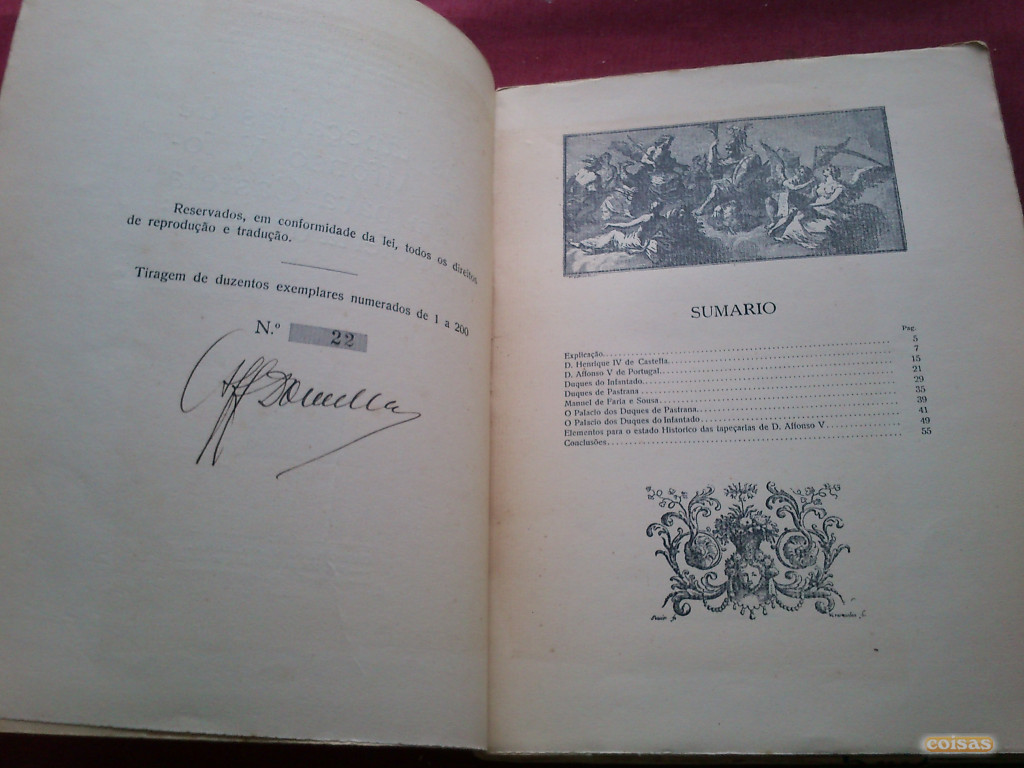 Reservados, em conformidade da lei, todos os direitos
de reprodução e tradução.
Tiragem de duzentos exemplares numerados de 1 a 200
N.º 22
SUMARIO
Pag.
Explicação 5
D. Henrique IV de Castella 7
D. Affonso V de Portugal 15
Duques do Infantado 21
Duques de Pastrana 29
Manuel de Faria e Sousa 35
O Palacio dos Duques de Pastrana 39
O Palacio dos Duques do Infantado 41
Elementos para o estado Historico das tapeçarias de D. Affonso V 49
Conclusões 55
coisas